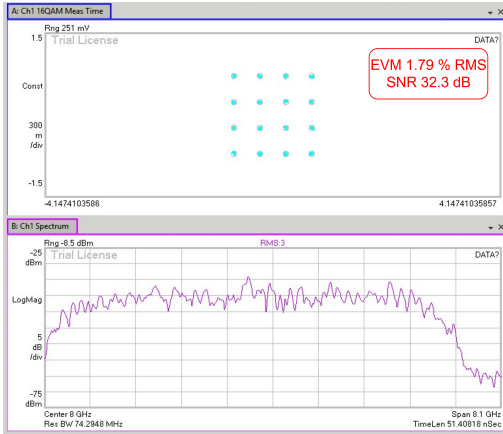 A: Ch1 16QAM Meas Time
Rng 251 mV
1.5
Trial License
DATA?
EVM 1.79 % RMS
SNR 32.3 dB
Const
300
m
/div
-1.5
-4.1474103586
4.14741035857
B: Ch1 Spectrum
Rng -8.5 dBm
RMS:3
-25
dBm
Trial License
DATA?
LogMag
5
dB
/div
-75
dBm
Center 8 GHz
Span 8.1 GHz
Res BW 74.2948 MHz
TimeLen 51.40818 nSec